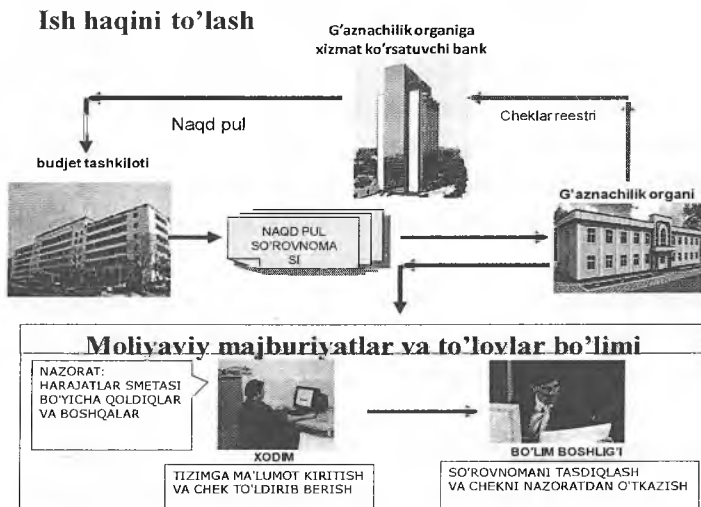 Ish haqini to'lash
G'aznachilik organiga
xizmat ko'rsatuvchi bank
Naqd pul
Cheklar reestri
budjet tashkiloti
G'aznachilik organi
NAQD PUL
SO'ROVNOMA
SI
Moliyaviy majburiyatlar va to'lovlar bo'limi
NAZORAT:
HARAJATLAR SMETASI
BO'YICHA QOLDIQLAR
VA BOSHQALAR
XODIM
BO'LIM BOSHLIG'I
TIZIMGA MA'LUMOT KIRITISH
VA CHEK TO'LDIRIB BERISH
SO'ROVNOMANI TASDIQLASH
VA CHEKNI NAZORATDAN O'TKAZISH